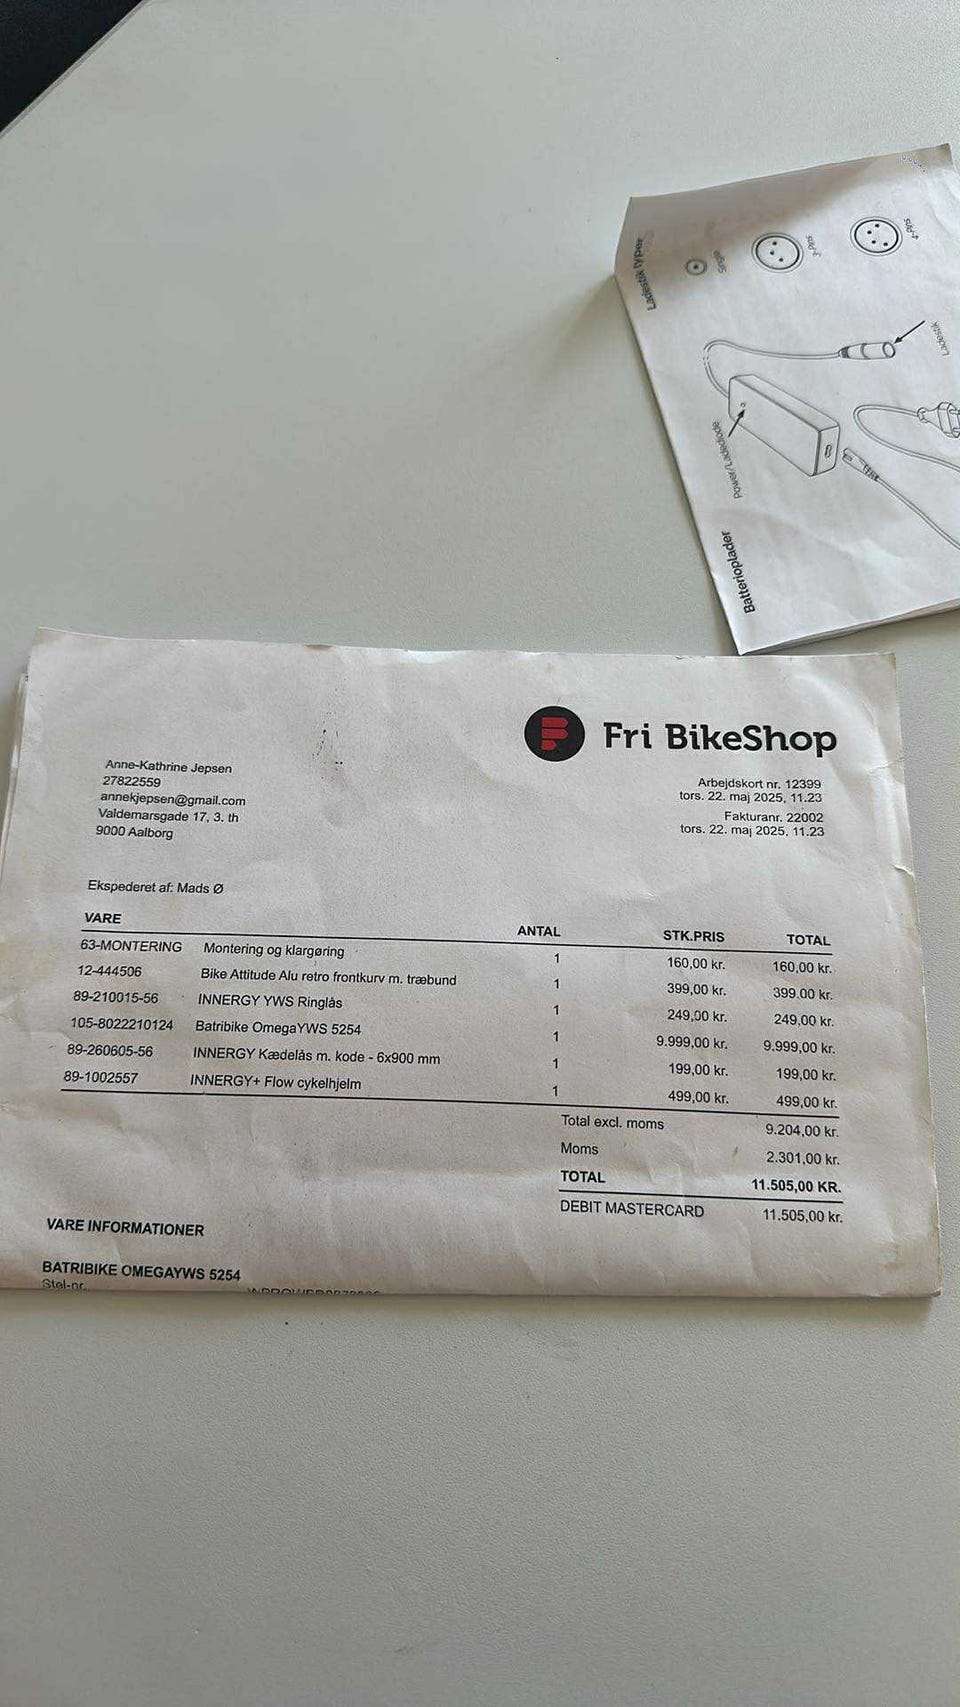 Ladestik typer
Single
3-Pins
4-Pins
Ladestik
Power/Ladediode
Batterioplader
Fri BikeShop
Anne-Kathrine Jepsen
27822559
annekjepsen@gmail.com
Valdemarsgade 17, 3. th
9000 Aalborg
Arbejdskort nr. 12399
tors. 22. maj 2025, 11.23
Fakturanr. 22002
tors. 22. maj 2025, 11.23
Ekspederet af: Mads Ø
VARE ANTAL STK.PRIS TOTAL
63-MONTERING Montering og klargøring 1 160,00 kr. 160,00 kr.
12-444506 Bike Attitude Alu retro frontkurv m. træbund 1 399,00 kr. 399,00 kr.
89-210015-56 INNERGY YWS Ringlås 1 249,00 kr. 249,00 kr.
105-8022210124 Batribike OmegaYWS 5254 1 9.999,00 kr. 9.999,00 kr.
89-260605-56 INNERGY Kædelås m. kode - 6x900 mm 1 199,00 kr. 199,00 kr.
89-1002557 INNERGY+ Flow cykelhjelm 1 499,00 kr. 499,00 kr.
Total excl. moms 9.204,00 kr.
Moms 2.301,00 kr.
TOTAL 11.505,00 KR.
DEBIT MASTERCARD 11.505,00 kr.
VARE INFORMATIONER
BATRIBIKE OMEGAYWS 5254
Stel-nr.